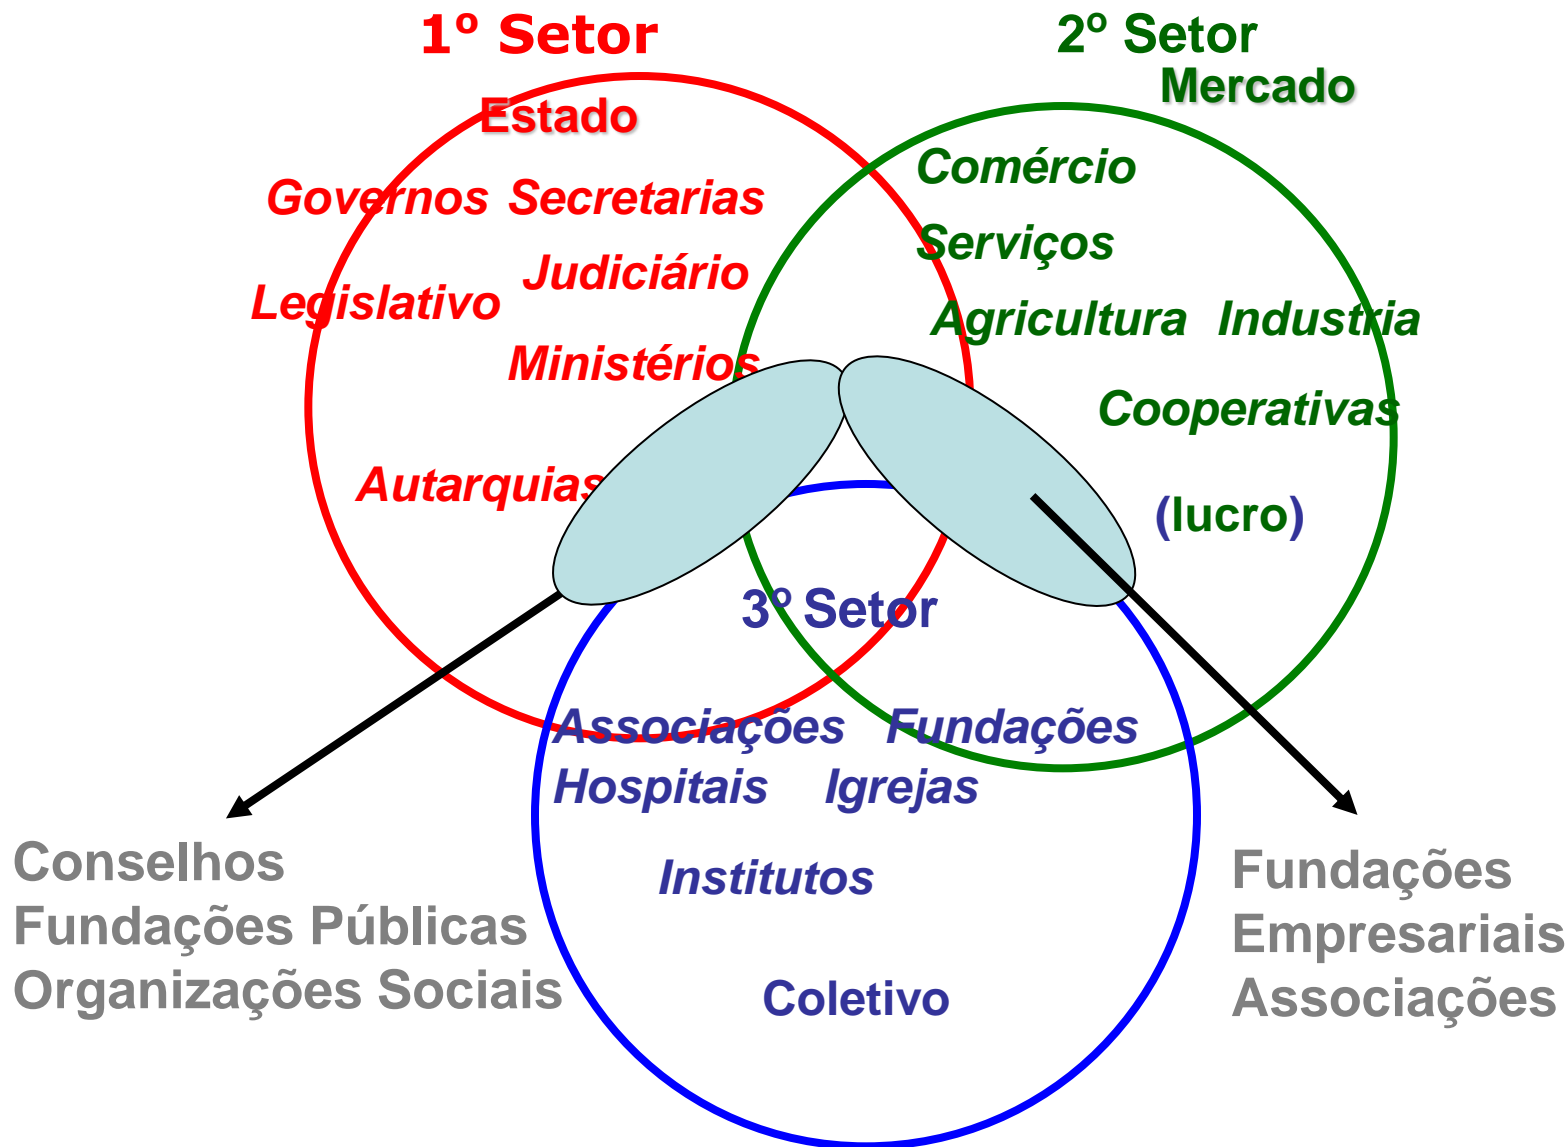 1º Setor
2º Setor
Mercado
Estado
Comércio
Governos Secretarias
Serviços
Judiciário
Legislativo
Agricultura Industria
Ministérios
Cooperativas
Autarquias
(lucro)
3º Setor
Associações Fundações
Hospitais Igrejas
Institutos
Coletivo
Conselhos
Fundações Públicas
Organizações Sociais
Fundações
Empresariais
Associações